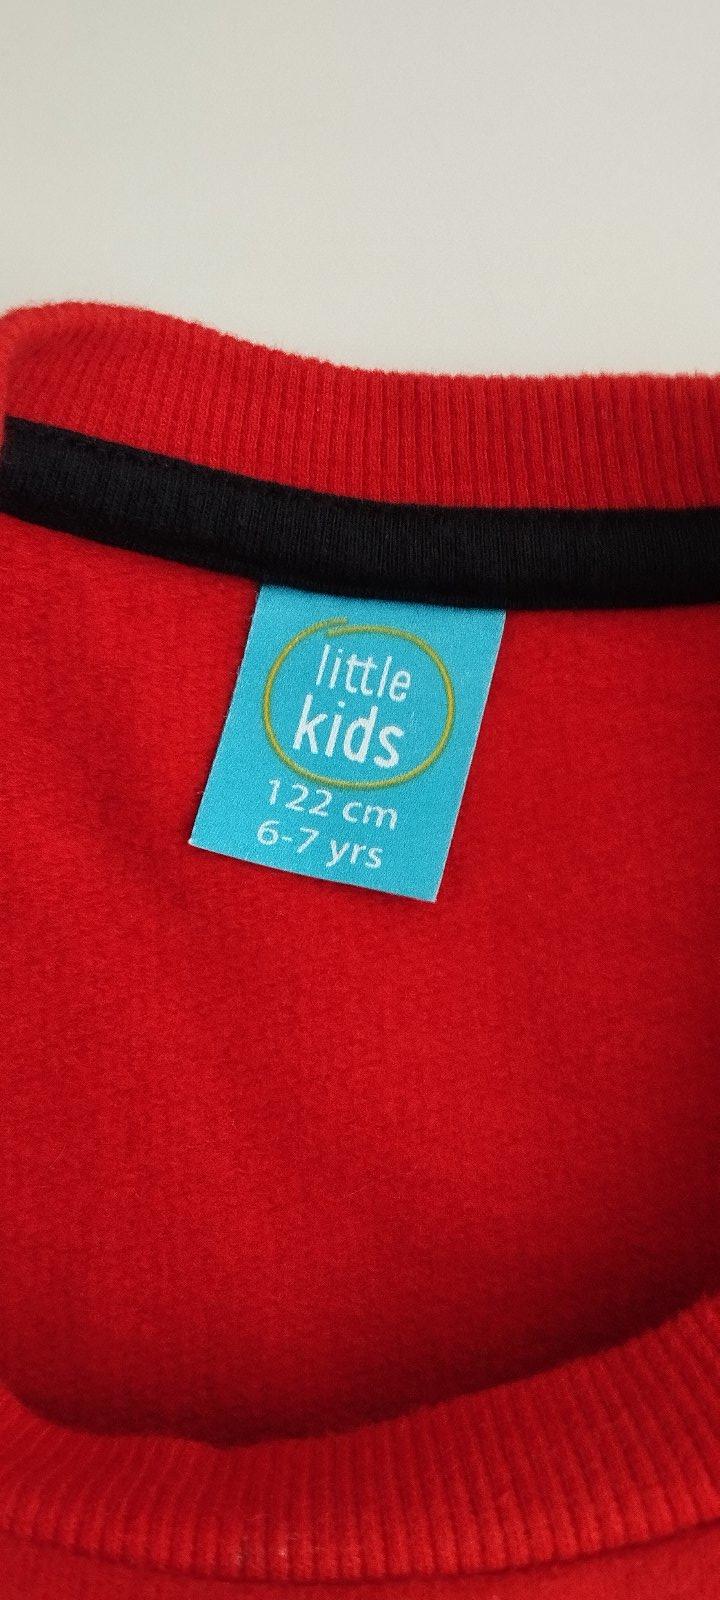 little
kids
122 cm
6-7 yrs